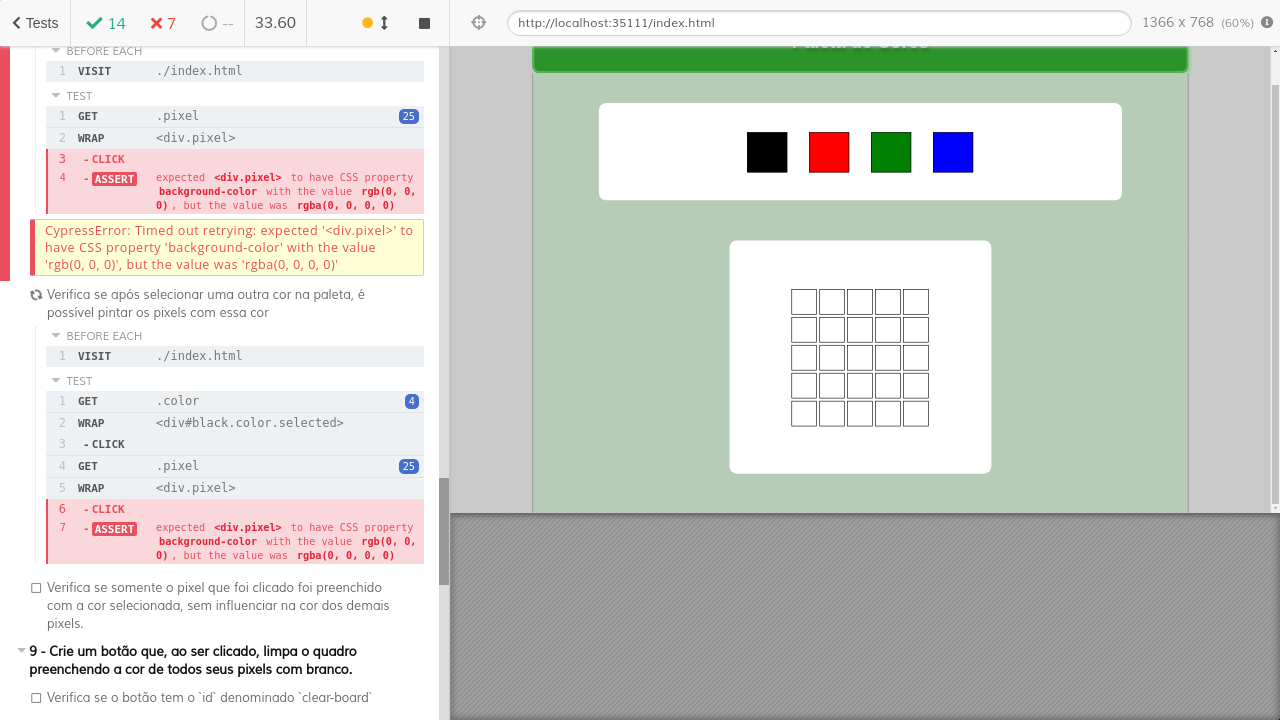 Tests
14
7
--
33.60
http://localhost:35111/index.html
1366 x 768 (60%)
BEFORE EACH
1 VISIT ./index.html
TEST
1 GET .pixel 25
2 WRAP <div.pixel>
3 - CLICK
4 - ASSERT expected <div.pixel> to have CSS property
background-color with the value rgb(0, 0,
0) , but the value was rgba(0, 0, 0, 0)
CypressError: Timed out retrying: expected '<div.pixel>' to
have CSS property 'background-color' with the value
'rgb(0, 0, 0)', but the value was 'rgba(0, 0, 0, 0)'
Verifica se após selecionar uma outra cor na paleta, é
possível pintar os pixels com essa cor
BEFORE EACH
1 VISIT ./index.html
TEST
1 GET .color 4
2 WRAP <div#black.color.selected>
3 - CLICK
4 GET .pixel 25
5 WRAP <div.pixel>
6 - CLICK
7 - ASSERT expected <div.pixel> to have CSS property
background-color with the value rgb(0, 0,
0) , but the value was rgba(0, 0, 0, 0)
Verifica se somente o pixel que foi clicado foi preenchido
com a cor selecionada, sem influenciar na cor dos demais
pixels.
9 - Crie um botão que, ao ser clicado, limpa o quadro
preenchendo a cor de todos seus pixels com branco.
Verifica se o botão tem o `id` denominado `clear-board`